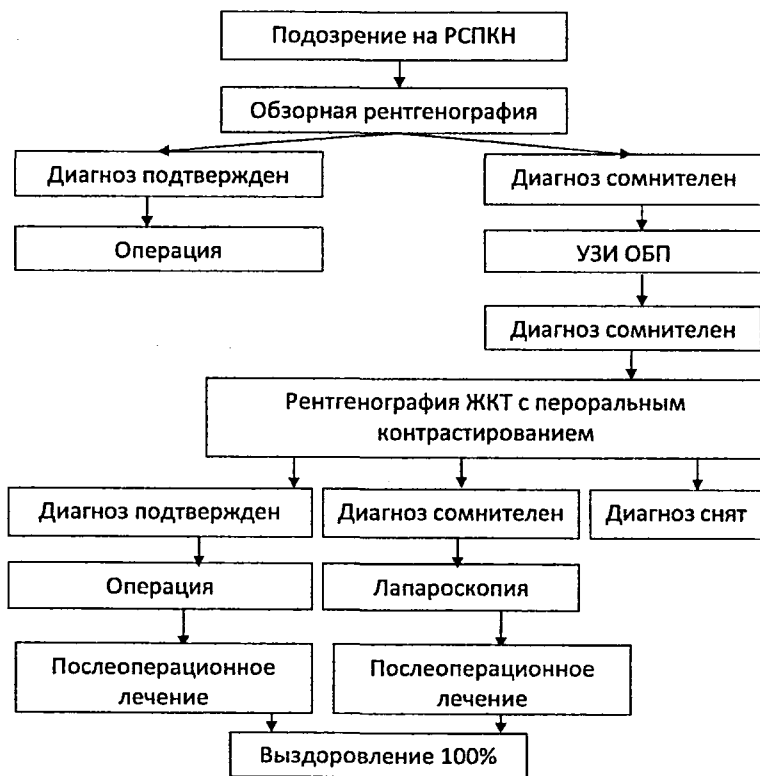 Подозрение на РСПКН
Обзорная рентгенография
Диагноз подтвержден
Диагноз сомнителен
Операция
УЗИ ОБП
Диагноз сомнителен
Рентгенография ЖКТ с пероральным
контрастированием
Диагноз подтвержден
Диагноз сомнителен
Диагноз снят
Операция
Лапароскопия
Послеоперационное
лечение
Послеоперационное
лечение
Выздоровление 100%